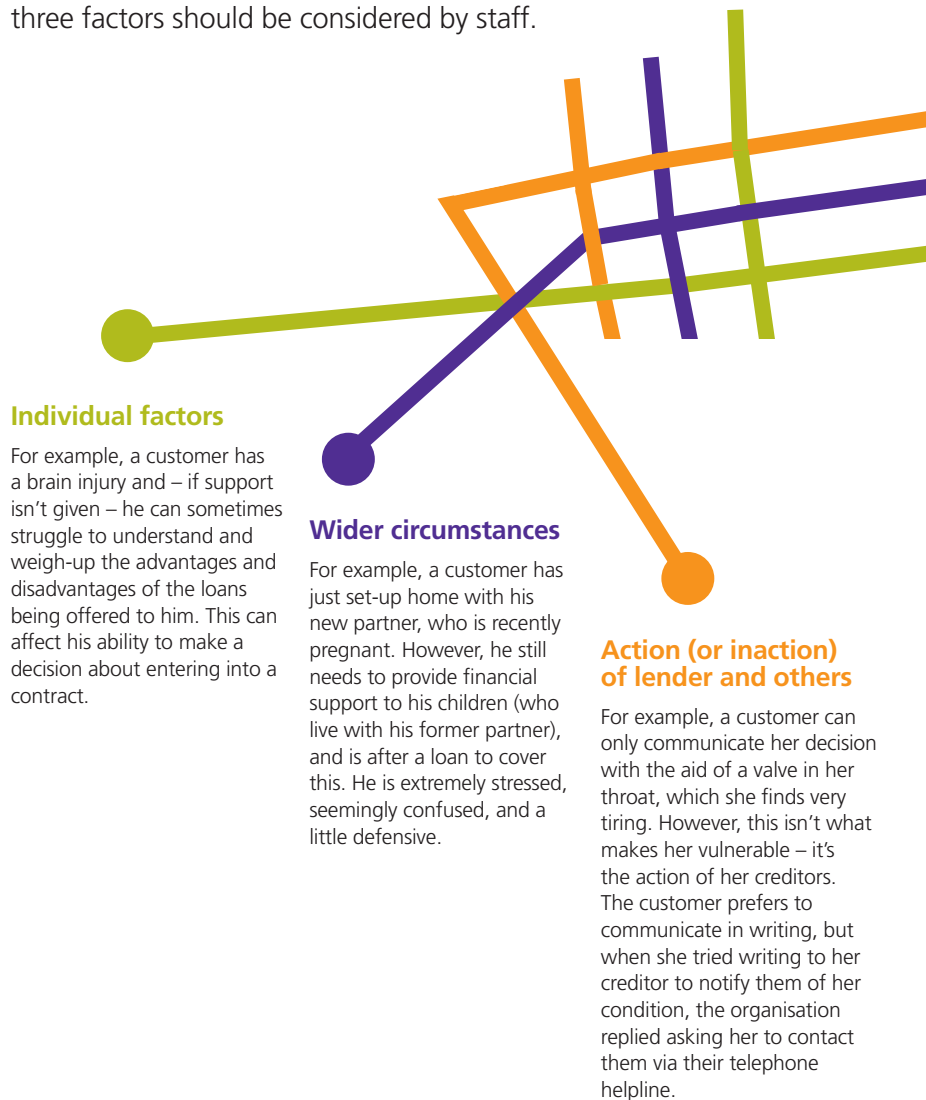 three factors should be considered by staff.
Individual factors
For example, a customer has
a brain injury and – if support
isn’t given – he can sometimes
struggle to understand and
weigh-up the advantages and
disadvantages of the loans
being offered to him. This can
affect his ability to make a
decision about entering into a
contract.
Wider circumstances
For example, a customer has
just set-up home with his
new partner, who is recently
pregnant. However, he still
needs to provide financial
support to his children (who
live with his former partner),
and is after a loan to cover
this. He is extremely stressed,
seemingly confused, and a
little defensive.
Action (or inaction)
of lender and others
For example, a customer can
only communicate her decision
with the aid of a valve in her
throat, which she finds very
tiring. However, this isn’t what
makes her vulnerable – it’s
the action of her creditors.
The customer prefers to
communicate in writing, but
when she tried writing to her
creditor to notify them of her
condition, the organisation
replied asking her to contact
them via their telephone
helpline.